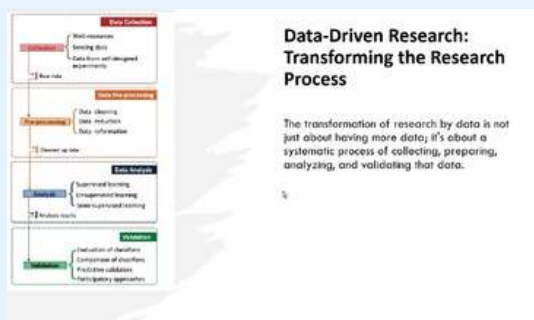 Data Collection
Collection
Web resources
Sensing data
Data from self-designed
experiments
Raw data
Data Pre-processing
Pre-processing
Data cleaning
Data reduction
Data
Cleaned up data
Data Analysis
Analysis
Supervised learning
Unsupervised learning
Semi-supervised learning
Analysis results
Validation
Validation
Evaluation of classifiers
Comparison of classifiers
Predictive validation
Participatory approaches
Data-Driven Research:
Transforming the Research
Process
The transformation of research by data is not
just about having more data; it's about a
systematic process of collecting, preparing,
analyzing, and validating that data.